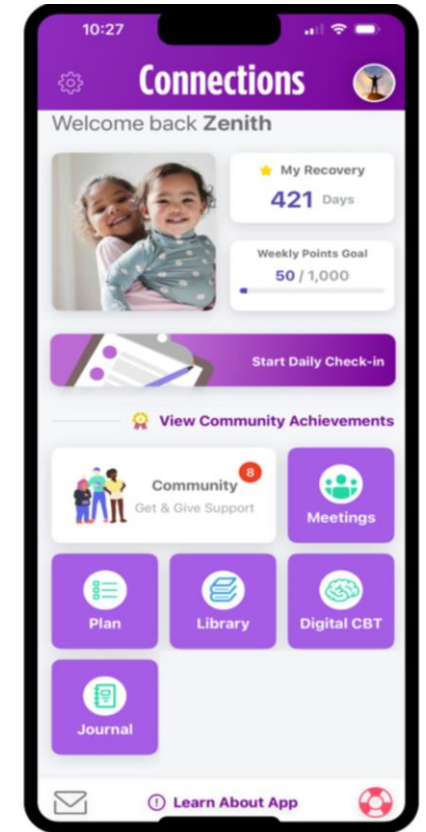 10:27
Connections
Welcome back Zenith
My Recovery
421 Days
Weekly Points Goal
50 / 1,000
Start Daily Check-in
View Community Achievements
8
Community
Get & Give Support
Meetings
Plan
Library
Digital CBT
Journal
Learn About App